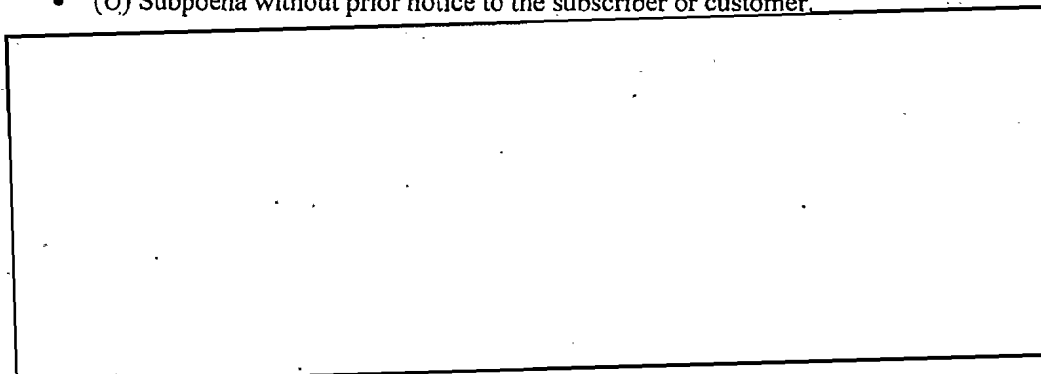 • (U) Subpoena without prior notice to the subscriber or customer.